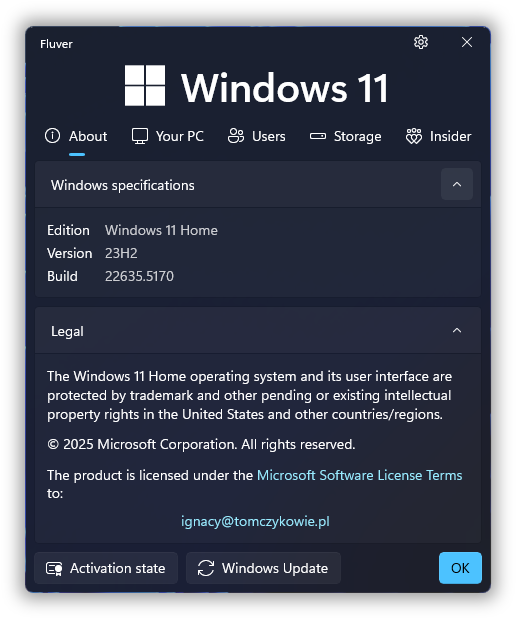 Fluver
Windows 11
About Your PC Users Storage Insider
Windows specifications
Edition Windows 11 Home
Version 23H2
Build 22635.5170
Legal
The Windows 11 Home operating system and its user interface are
protected by trademark and other pending or existing intellectual
property rights in the United States and other countries/regions.
© 2025 Microsoft Corporation. All rights reserved.
The product is licensed under the Microsoft Software License Terms
to:
ignacy@tomczykowie.pl
Activation state Windows Update OK